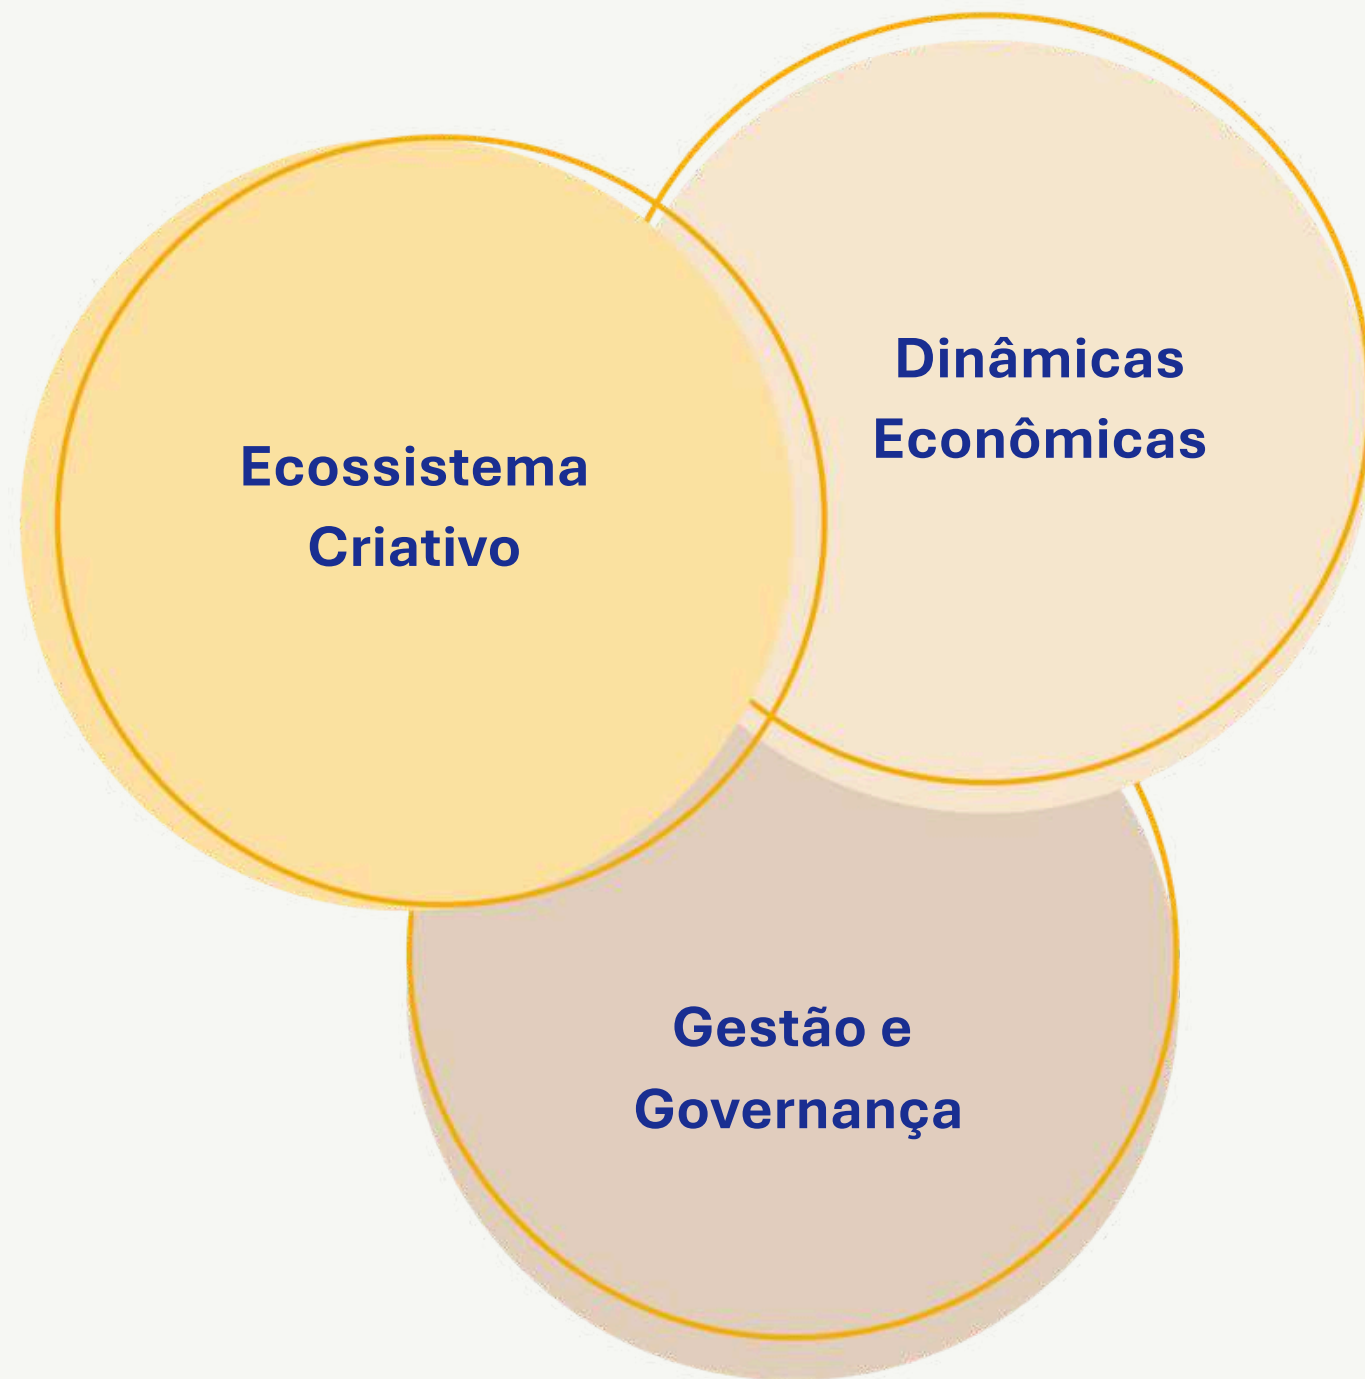 Ecossistema
Criativo
Dinâmicas
Econômicas
Gestão e
Governança